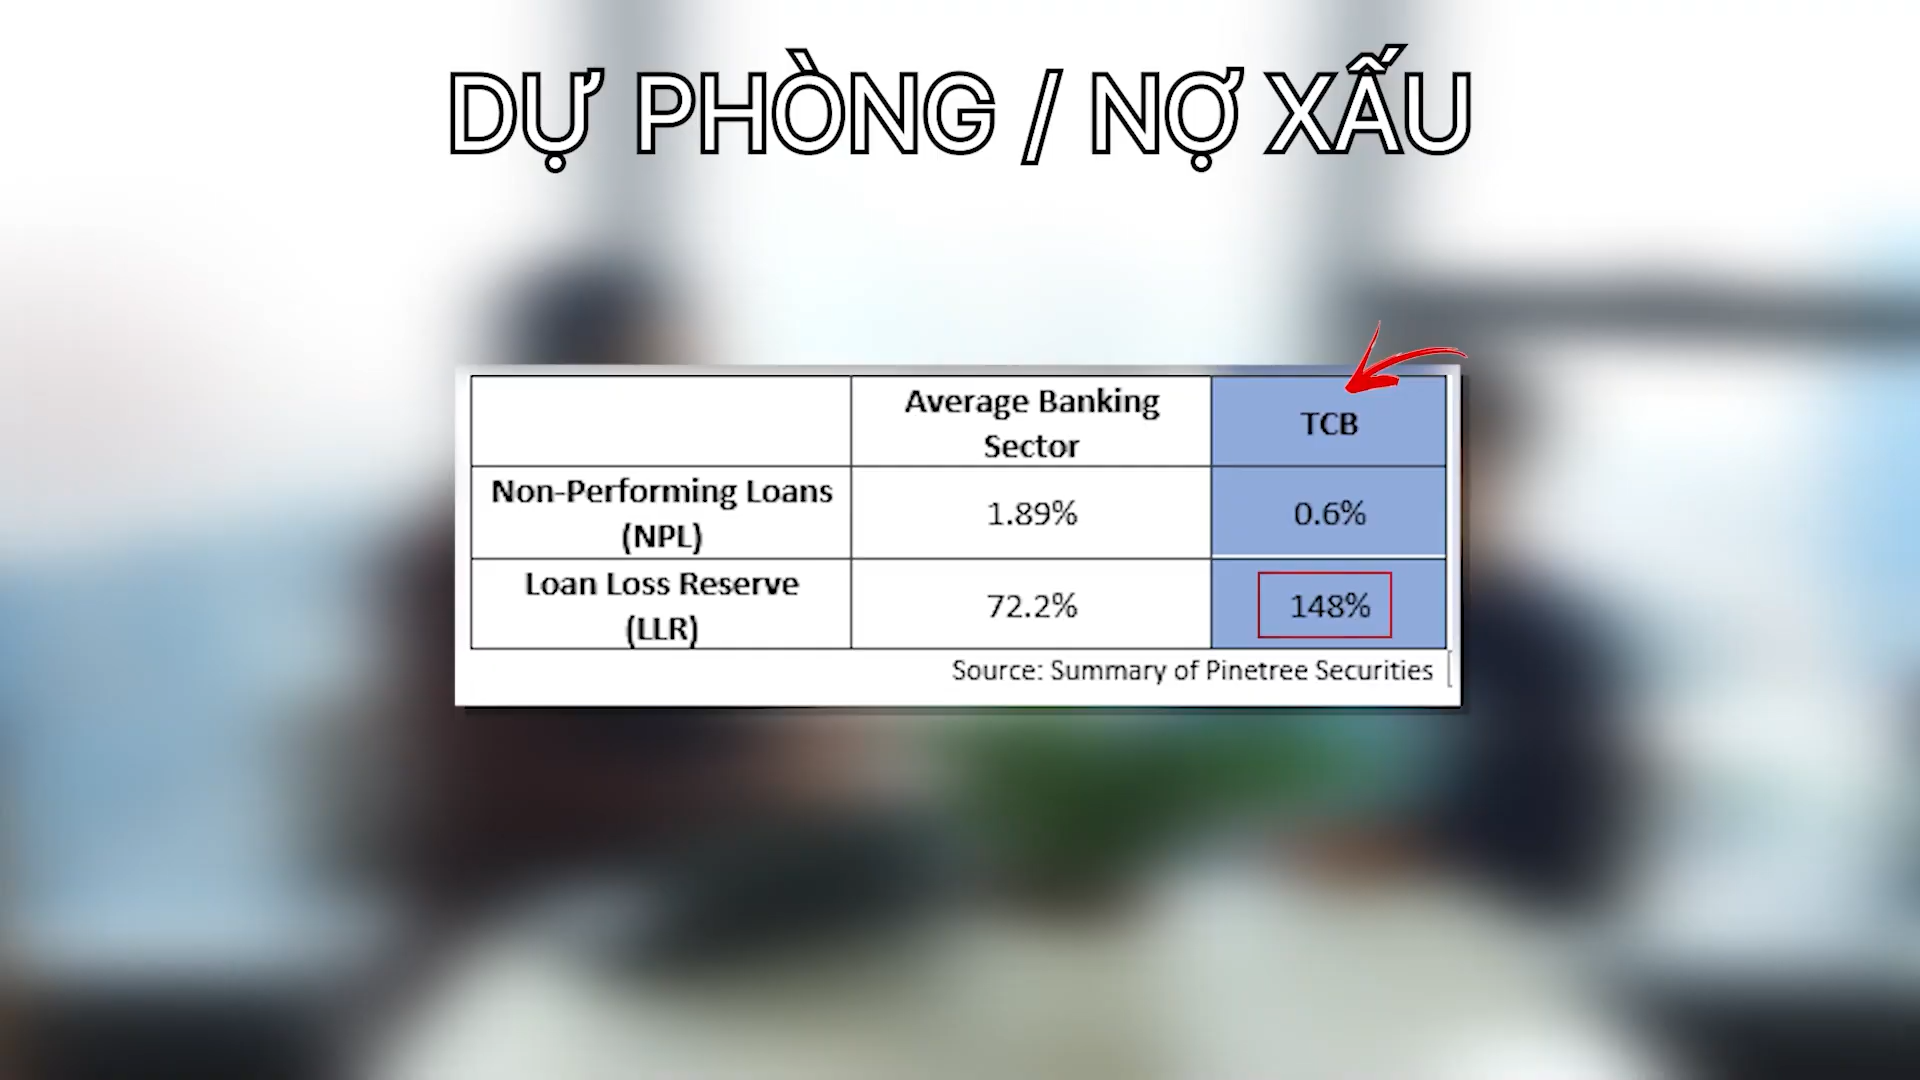 DỰ PHÒNG / NỢ XẤU
Average Banking
Sector
TCB
Non-Performing Loans
(NPL)
1.89%
0.6%
Loan Loss Reserve
(LLR)
72.2%
148%
Source: Summary of Pinetree Securities